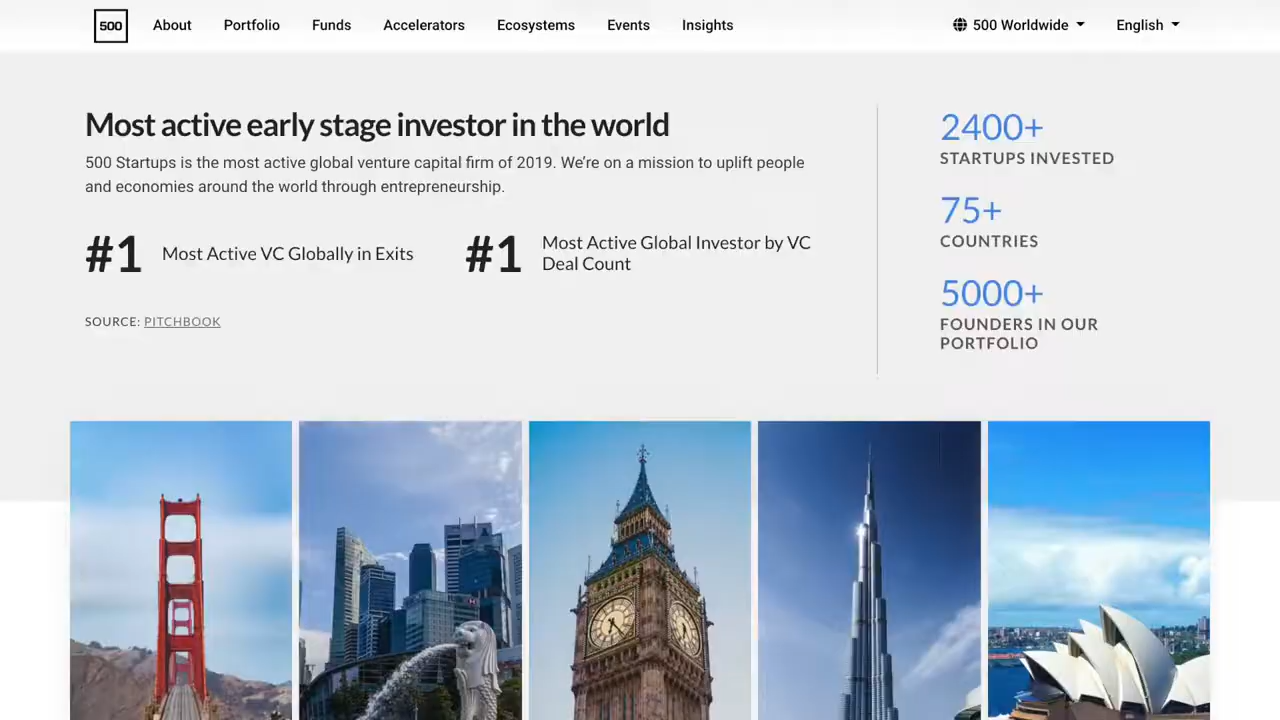 500 About Portfolio Funds Accelerators Ecosystems Events Insights 500 Worldwide English
Most active early stage investor in the world
500 Startups is the most active global venture capital firm of 2019. We’re on a mission to uplift people
and economies around the world through entrepreneurship.
#1 Most Active VC Globally in Exits
#1 Most Active Global Investor by VC
Deal Count
SOURCE: PITCHBOOK
2400+
STARTUPS INVESTED
75+
COUNTRIES
5000+
FOUNDERS IN OUR
PORTFOLIO